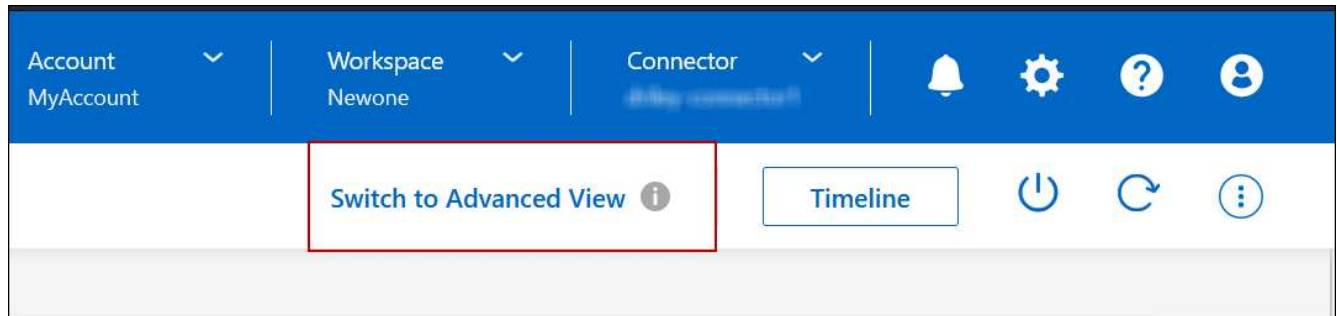 Account
MyAccount
Workspace
Newone
Connector
Switch to Advanced View
Timeline